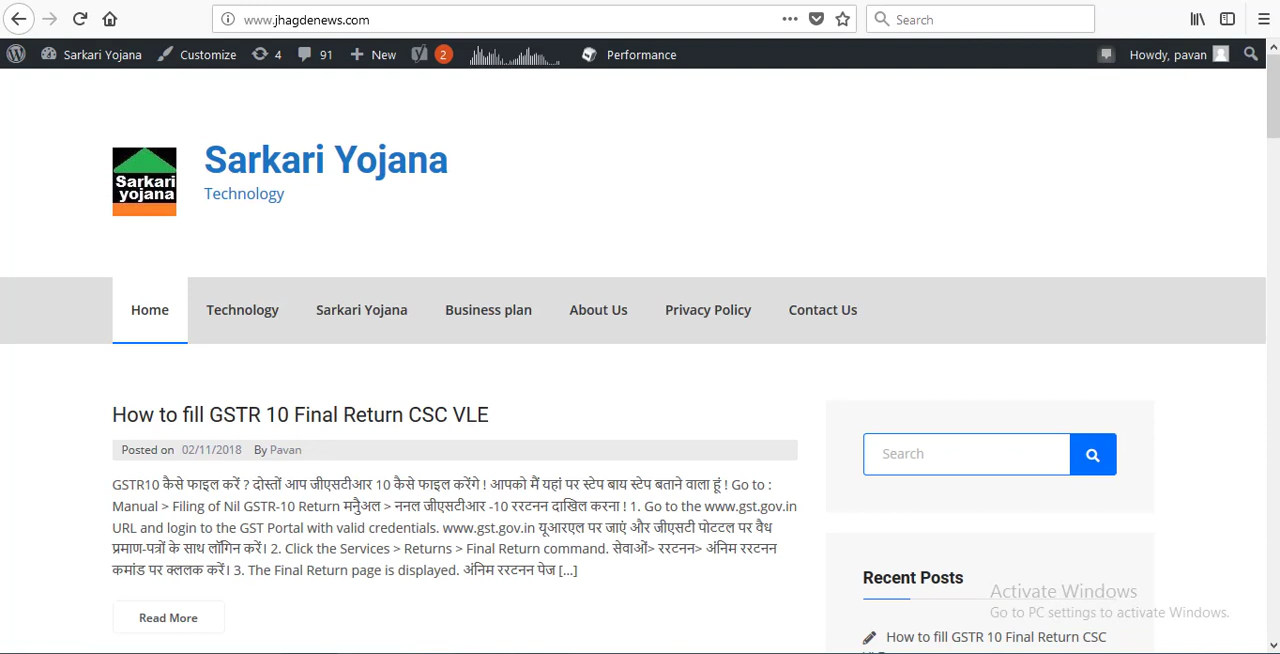 www.jhagdenews.com
Search
Sarkari Yojana
Customize
4
91
New
2
Performance
Howdy, pavan
Sarkari yojana
Sarkari Yojana
Technology
Home
Technology
Sarkari Yojana
Business plan
About Us
Privacy Policy
Contact Us
How to fill GSTR 10 Final Return CSC VLE
Posted on 02/11/2018 By Pavan
GSTR10 कैसे फाइल करें ? दोस्तों आप जीएसटीआर 10 कैसे फाइल करेंगे ! आपको मैं यहां पर स्टेप बाय स्टेप बताने वाला हूं ! Go to :
Manual > Filing of Nil GSTR-10 Return मनुैअल > ननल जीएसटीआर -10 ररटनन दाखिल करना ! 1. Go to the www.gst.gov.in
URL and login to the GST Portal with valid credentials. www.gst.gov.in यूआरएल पर जाएं और जीएसटी पोटटल पर वैध
प्रमाण-पत्रों के साथ लॉगिन करें। 2. Click the Services > Returns > Final Return command. सेवाओं> ररटनन> अंनिम ररटनन
कमांड पर क्ललक करें। 3. The Final Return page is displayed. अंनिम ररटनन पेज [...]
Read More
Search
Recent Posts
Activate Windows
Go to PC settings to activate Windows.
How to fill GSTR 10 Final Return CSC